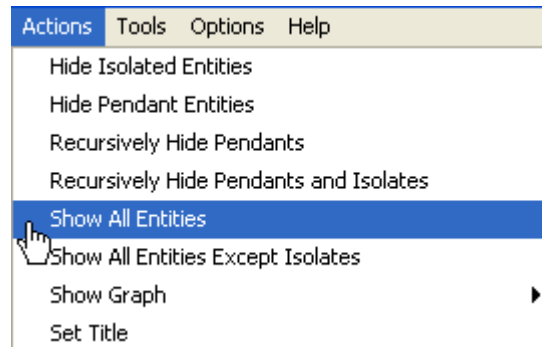 Actions Tools Options Help
Hide Isolated Entities
Hide Pendant Entities
Recursively Hide Pendants
Recursively Hide Pendants and Isolates
Show All Entities
Show All Entities Except Isolates
Show Graph
Set Title